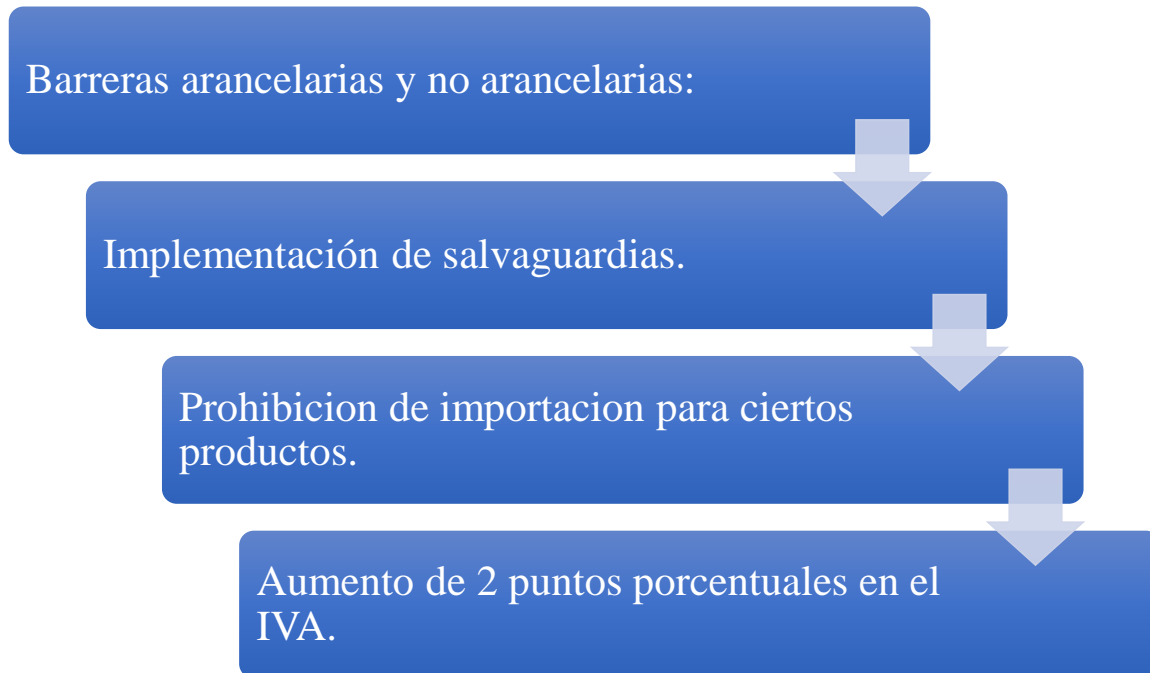 Barreras arancelarias y no arancelarias:
Implementación de salvaguardias.
Prohibicion de importacion para ciertos
productos.
Aumento de 2 puntos porcentuales en el
IVA.